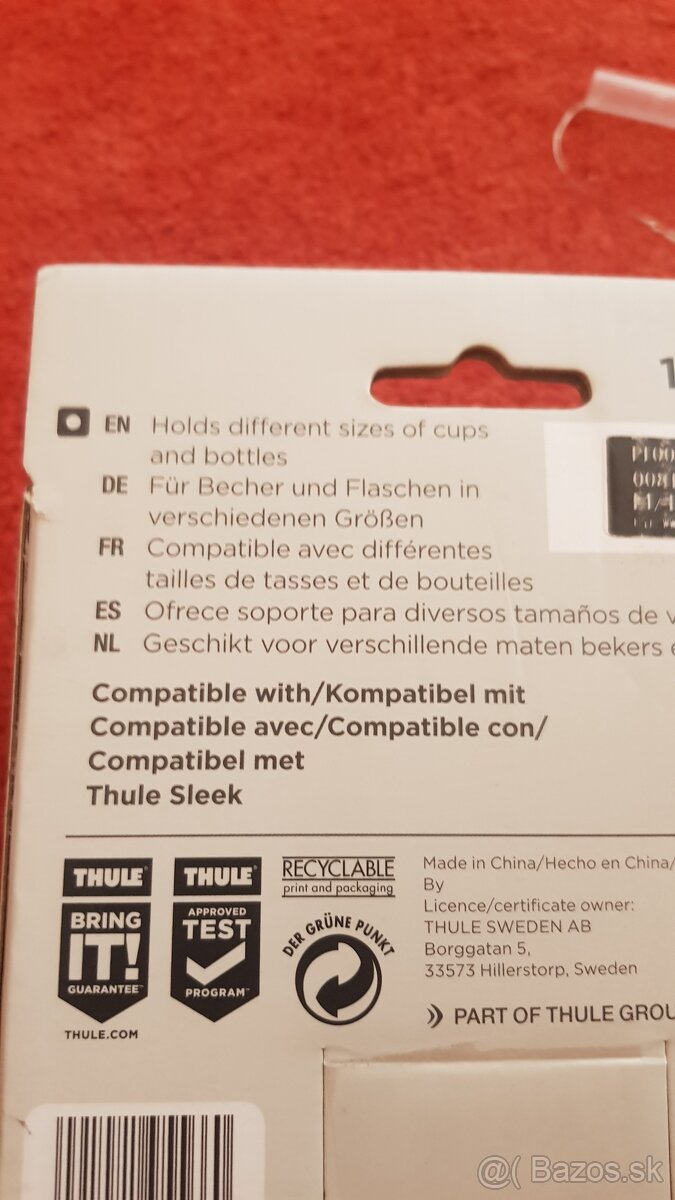 EN Holds different sizes of cups
and bottles
DE Für Becher und Flaschen in
verschiedenen Größen
FR Compatible avec différentes
tailles de tasses et de bouteilles
ES Ofrece soporte para diversos tamaños de
NL Geschikt voor verschillende maten bekers
Compatible with/Kompatibel mit
Compatible avec/Compatible con/
Compatibel met
Thule Sleek
THULE
BRING
IT!
GUARANTEE™
THULE.COM
THULE
APPROVED
TEST
PROGRAM™
RECYCLABLE
print and packaging
DER GRÜNE PUNKT
Made in China/Hecho en China/
By
Licence/certificate owner:
THULE SWEDEN AB
Borggatan 5,
33573 Hillerstorp, Sweden
PART OF THULE GROU
@( Bazos.sk